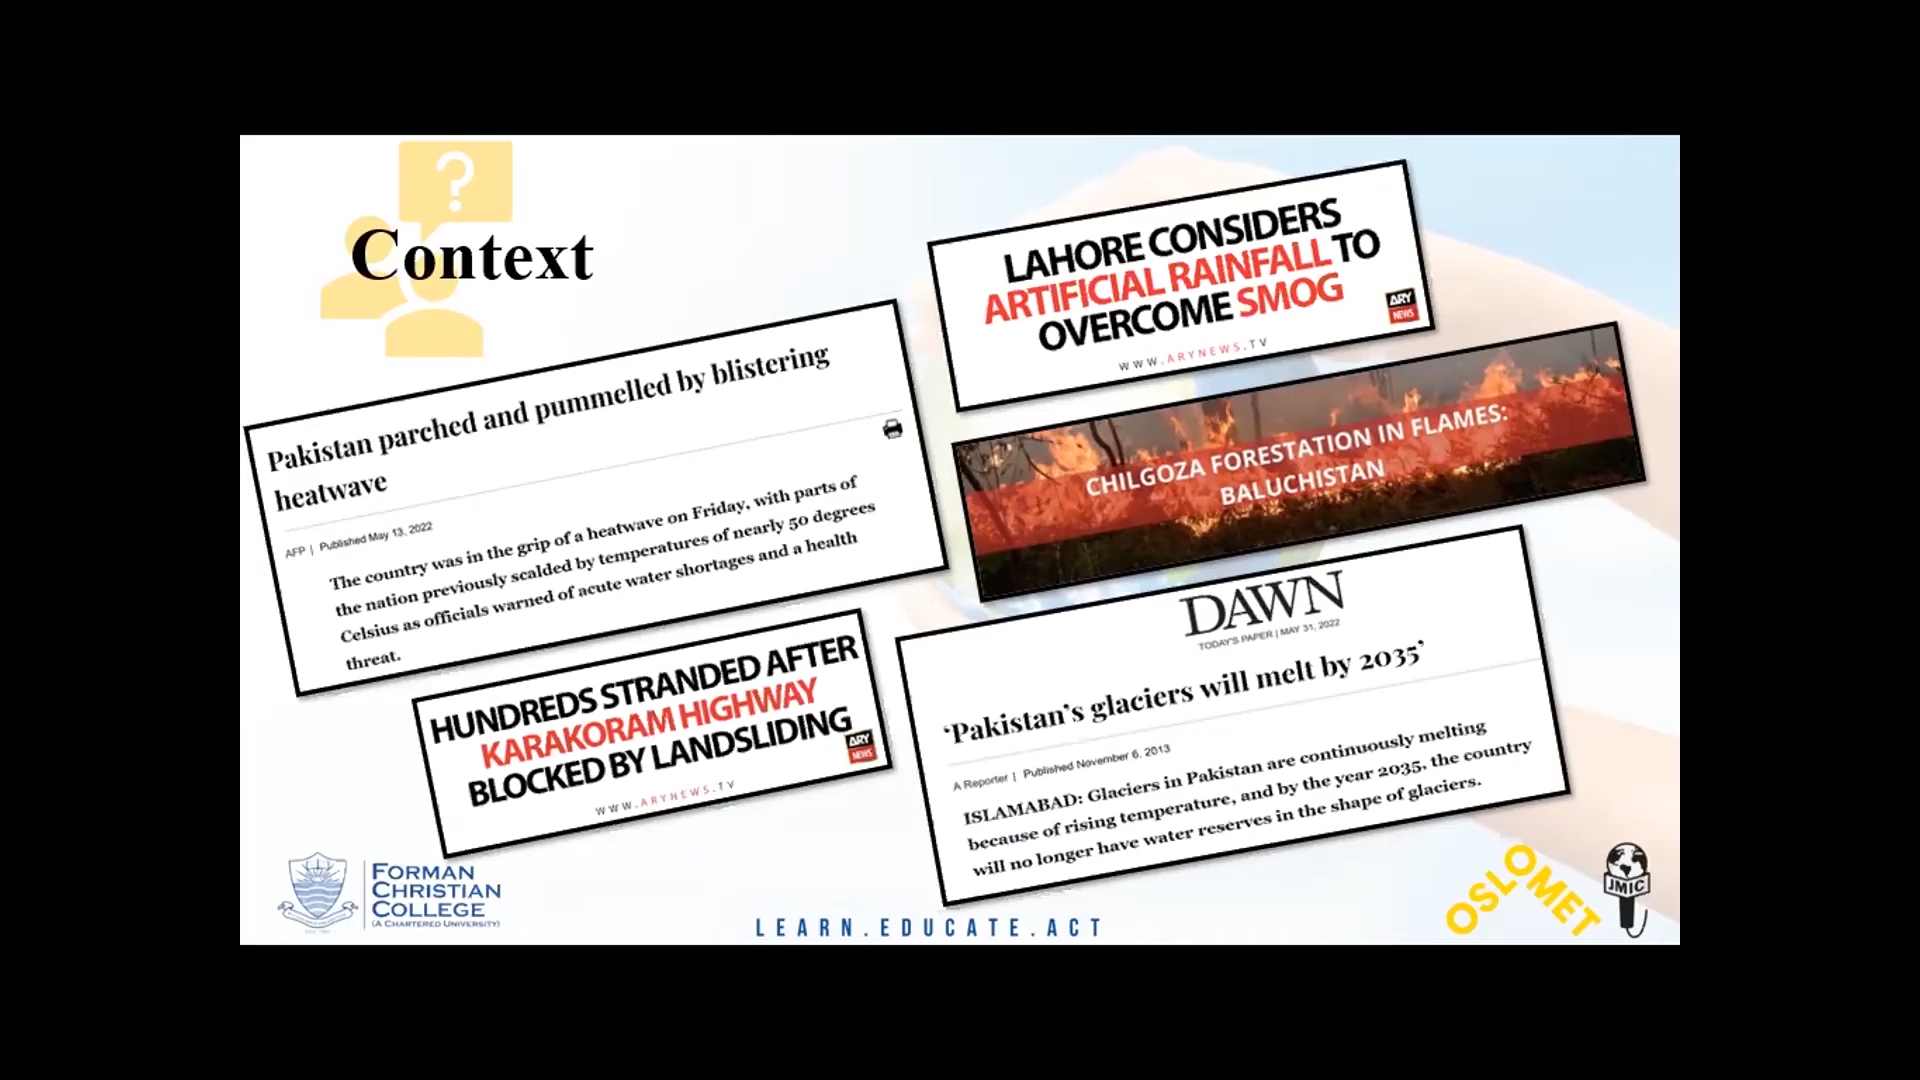 ?
Context
LAHORE CONSIDERS
ARTIFICIAL RAINFALL TO
OVERCOME SMOG
ARY
NEWS
WWW.ARYNEWS.TV
Pakistan parched and pummelled by blistering
heatwave
AFP | Published May 13, 2022
The country was in the grip of a heatwave on Friday, with parts of
the nation previously scalded by temperatures of nearly 50 degrees
Celsius as officials warned of acute water shortages and a health
threat.
CHILGOZA FORESTATION IN FLAMES:
BALUCHISTAN
HUNDREDS STRANDED AFTER
KARAKORAM HIGHWAY
BLOCKED BY LANDSLIDING
ARY
NEWS
WWW.ARYNEWS.TV
DAWN
TODAY'S PAPER | MAY 31, 2022
‘Pakistan’s glaciers will melt by 2035’
A Reporter | Published November 6, 2013
ISLAMABAD: Glaciers in Pakistan are continuously melting
because of rising temperature, and by the year 2035, the country
will no longer have water reserves in the shape of glaciers.
FORMAN
CHRISTIAN
COLLEGE
(A CHARTERED UNIVERSITY)
LEARN.EDUCATE.ACT
OSLOMET
JMIC